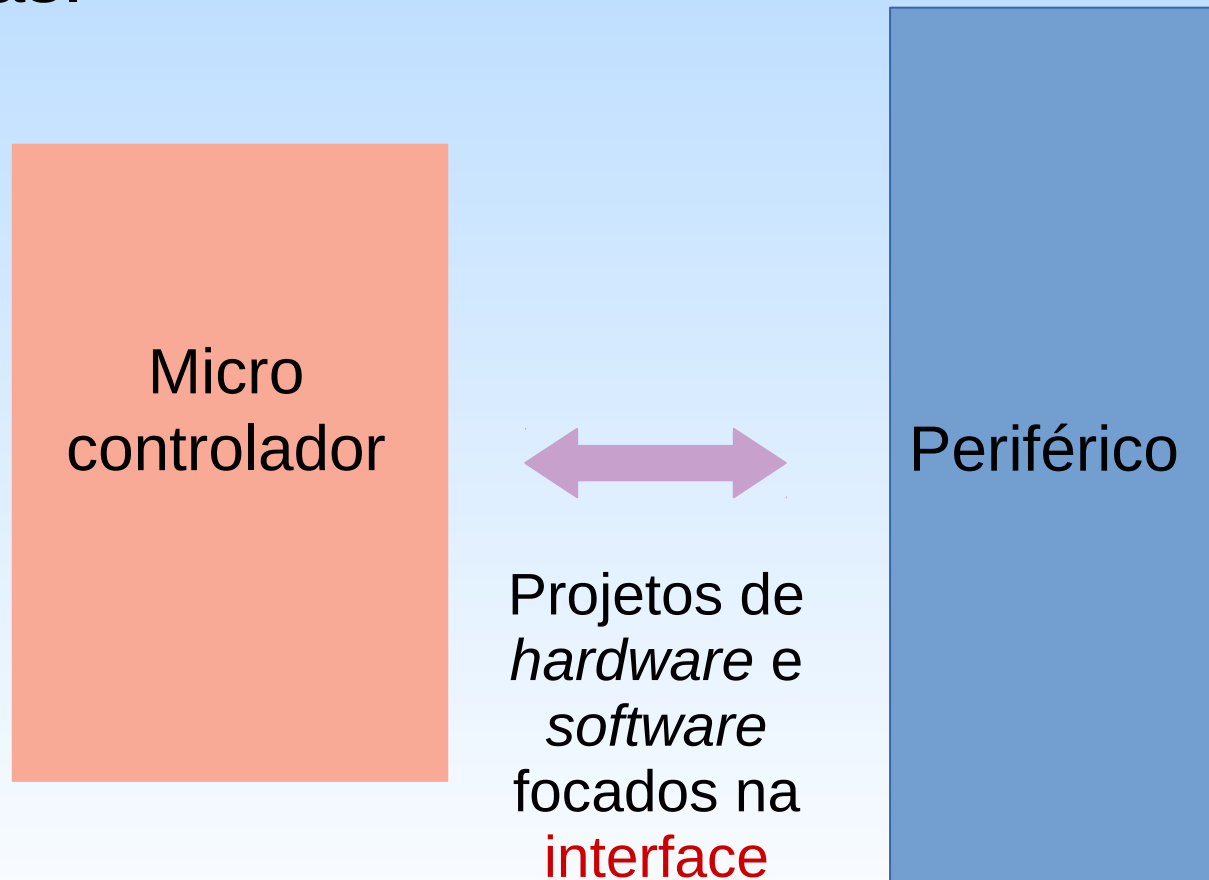 Micro
controlador
Periférico
Projetos de
hardware e
software
focados na
interface